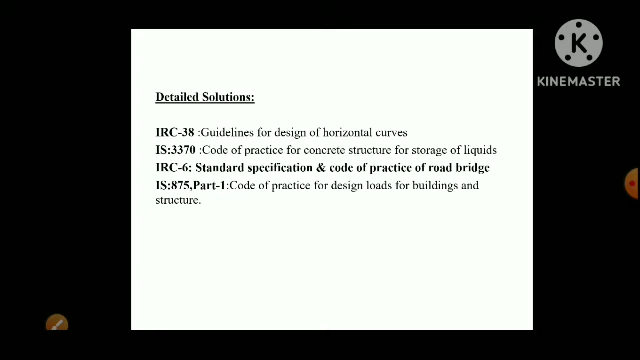 KINEMASTER
Detailed Solutions:
IRC-38 :Guidelines for design of horizontal curves
IS:3370 :Code of practice for concrete structure for storage of liquids
IRC-6: Standard specification & code of practice of road bridge
IS:875,Part-1:Code of practice for design loads for buildings and
structure.